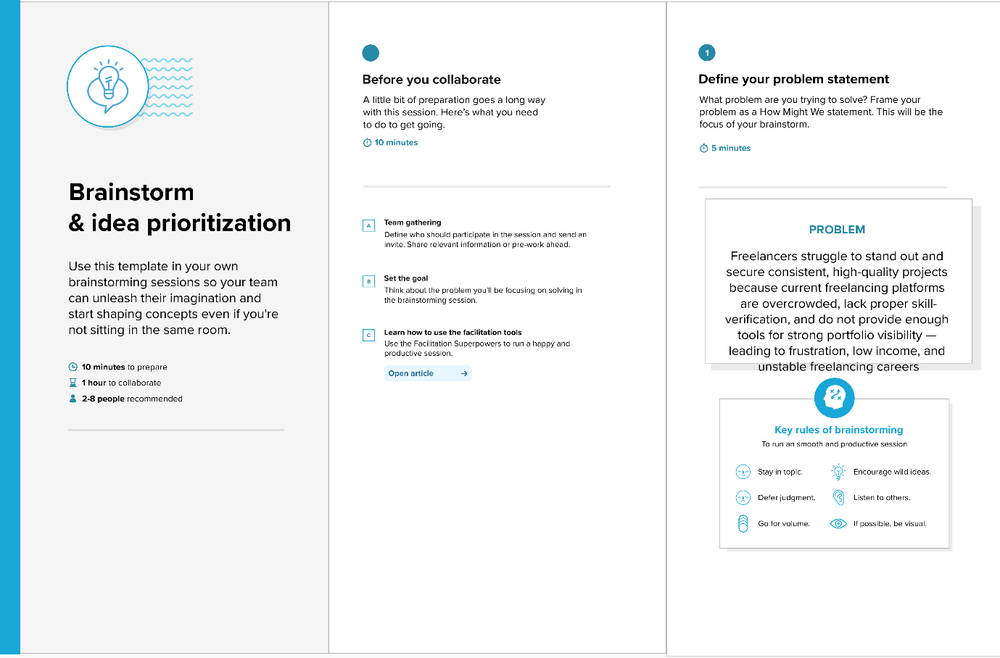 Brainstorm
& idea prioritization
Use this template in your own
brainstorming sessions so your team
can unleash their imagination and
start shaping concepts even if you're
not sitting in the same room.
10 minutes to prepare
1 hour to collaborate
2-8 people recommended
Before you collaborate
A little bit of preparation goes a long way
with this session. Here's what you need
to do to get going.
10 minutes
A
Team gathering
Define who should participate in the session and send an
invite. Share relevant information or pre-work ahead.
B
Set the goal
Think about the problem you'll be focusing on solving in
the brainstorming session.
C
Learn how to use the facilitation tools
Use the Facilitation Superpowers to run a happy and
productive session.
Open article
1
Define your problem statement
What problem are you trying to solve? Frame your
problem as a How Might We statement. This will be the
focus of your brainstorm.
5 minutes
PROBLEM
Freelancers struggle to stand out and
secure consistent, high-quality projects
because current freelancing platforms
are overcrowded, lack proper skill-
verification, and do not provide enough
tools for strong portfolio visibility —
leading to frustration, low income, and
unstable freelancing careers
Key rules of brainstorming
To run an smooth and productive session
Stay in topic.
Encourage wild ideas.
Defer judgment.
Listen to others.
Go for volume.
If possible, be visual.